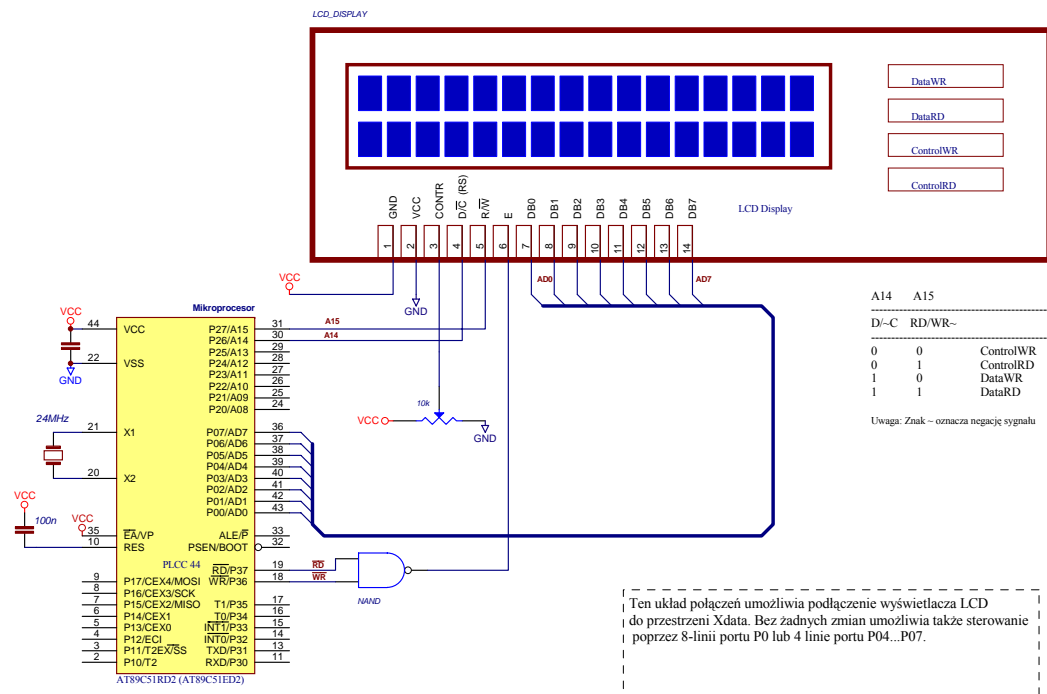 LCD_DISPLAY
DataWR
DataRD
ControlWR
ControlRD
LCD Display
GND
VCC
CONTR
D/C (RS)
R/W
E
DB0
DB1
DB2
DB3
DB4
DB5
DB6
DB7
1
2
3
4
5
6
7
8
9
10
11
12
13
14
VCC
GND
AD0
AD7
A15
A14
10k
VCC
GND
A14 A15
D/~C RD/WR~
0 0 ControlWR
0 1 ControlRD
1 0 DataWR
1 1 DataRD
Uwaga: Znak ~ oznacza negację sygnału
Mikroprocesor
VCC
GND
24MHz
VCC
100n
VCC
44 VCC
22 VSS
21 X1
20 X2
35 EA/VP
10 RES
PLCC 44
9 P17/CEX4/MOSI
8 P16/CEX3/SCK
7 P15/CEX2/MISO
6 P14/CEX1
5 P13/CEX0
4 P12/ECI
3 P11/T2EX/SS
2 P10/T2
P27/A15 31
P26/A14 30
P25/A13 29
P24/A12 28
P23/A11 27
P22/A10 26
P21/A09 25
P20/A08 24
P07/AD7 36
P06/AD6 37
P05/AD5 38
P04/AD4 39
P03/AD3 40
P02/AD2 41
P01/AD1 42
P00/AD0 43
ALE/P 33
PSEN/BOOT 32
RD/P37 19
WR/P36 18
T1/P35 17
T0/P34 16
INT1/P33 15
INT0/P32 14
TXD/P31 13
RXD/P30 11
RD
WR
NAND
AT89C51RD2 (AT89C51ED2)
Ten układ połączeń umożliwia podłączenie wyświetlacza LCD
do przestrzeni Xdata. Bez żadnych zmian umożliwia także sterowanie
poprzez 8-linii portu P0 lub 4 linie portu P04...P07.